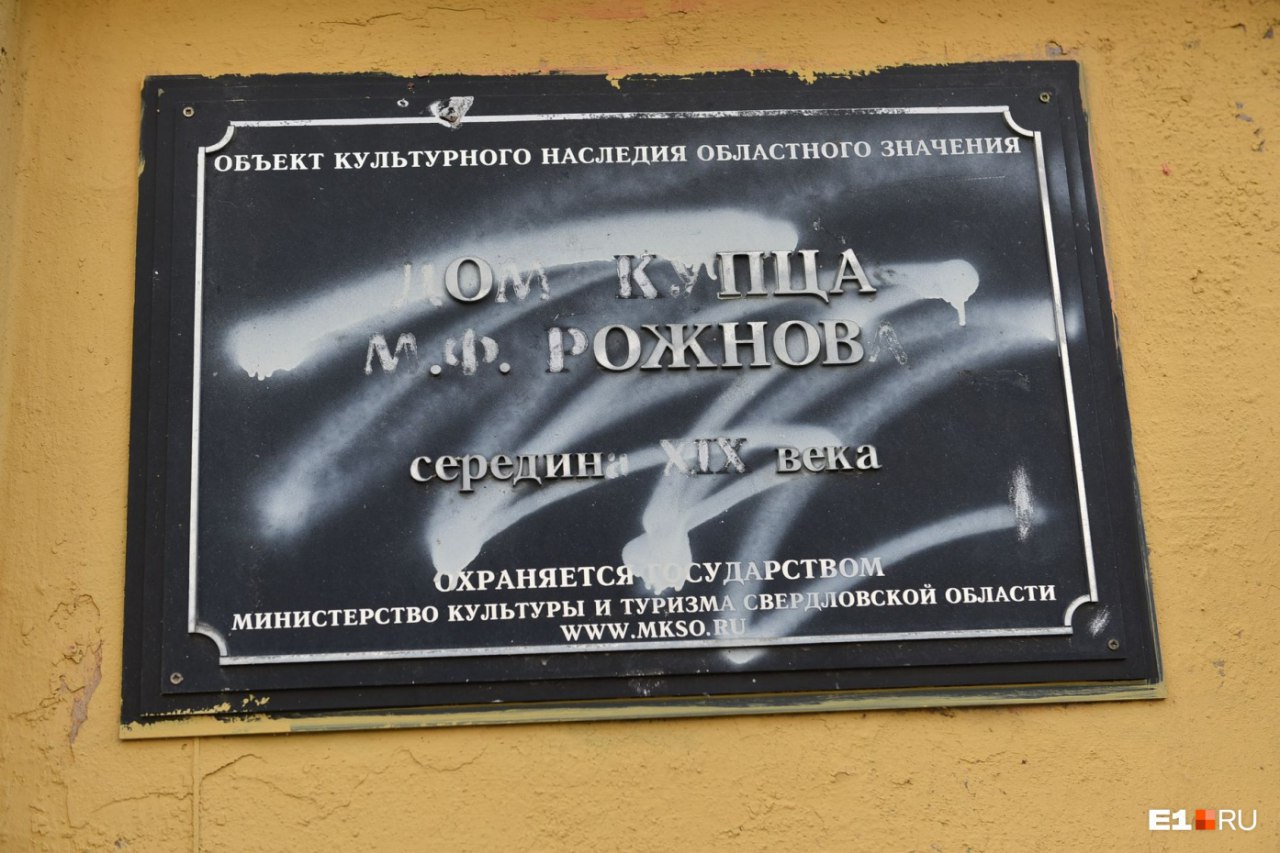 ОБЪЕКТ КУЛЬТУРНОГО НАСЛЕДИЯ ОБЛАСТНОГО ЗНАЧЕНИЯ
ДОМ КУПЦА
М.Ф. РОЖНОВА
середина XIX века
ОХРАНЯЕТСЯ ГОСУДАРСТВОМ
МИНИСТЕРСТВО КУЛЬТУРЫ И ТУРИЗМА СВЕРДЛОВСКОЙ ОБЛАСТИ
WWW.MKSO.RU
E1.RU